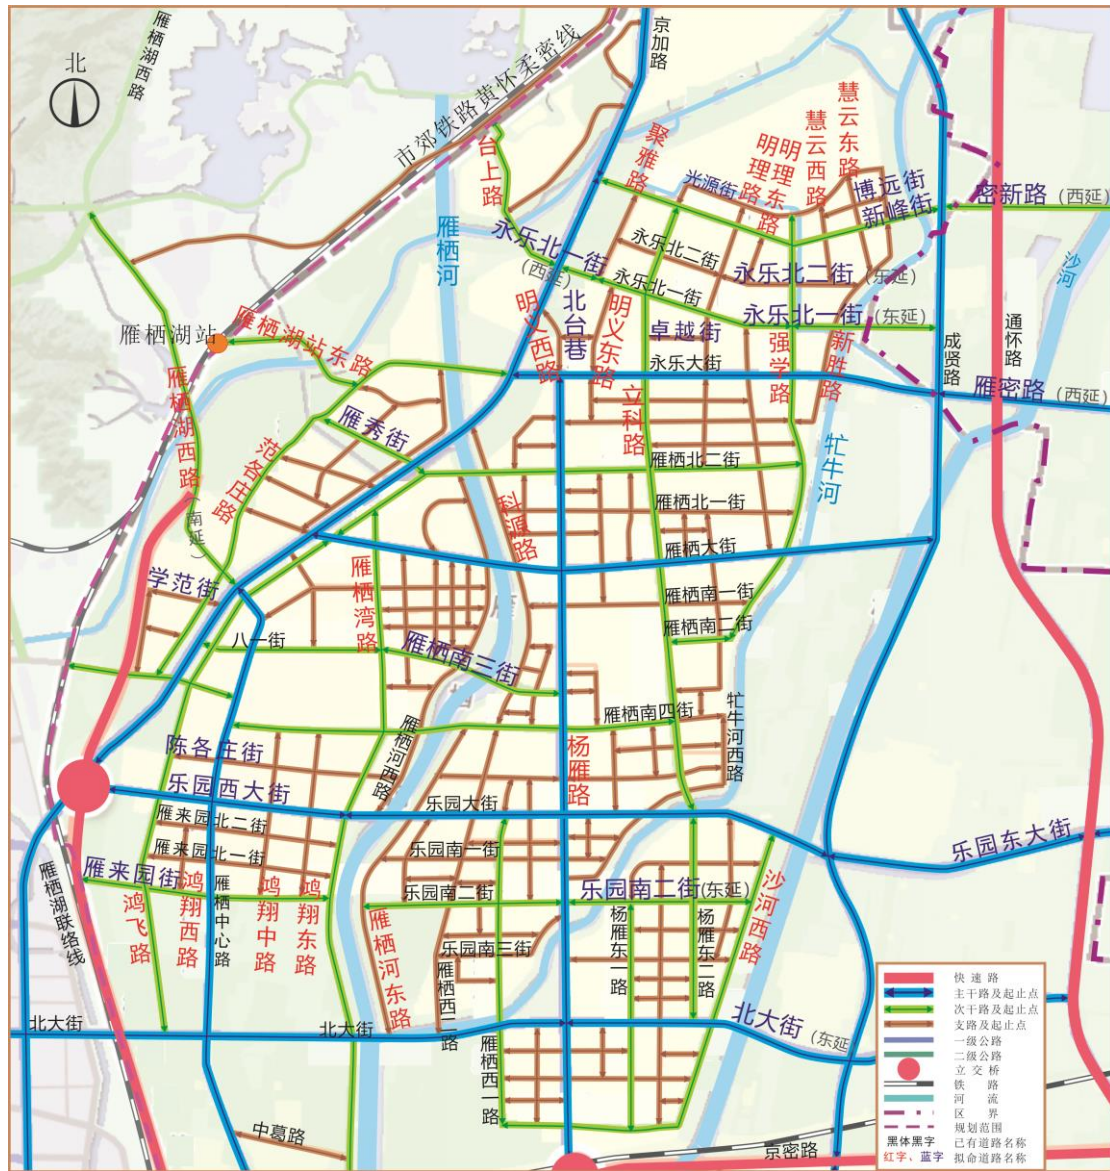 雁栖湖西路
北
市郊铁路黄怀柔密线
京加路
台上路
聚雅路
光源街
明理路
明理东路
慧云西路
慧云东路
博远街
新峰街
密新路（西延）
沙河
雁栖河
永乐北一街
（西延）
永乐北二街
永乐北二街（东延）
永乐北一街
永乐北一街（东延）
雁栖湖站
雁栖湖站东路
明义西路
北台巷
明义东路
卓越街
强学路
新胜路
成贤路
通怀路
永乐大街
雁密路（西延）
雁栖湖西路
（南延）
范各庄路
雁秀街
立科路
雁栖北二街
牤牛河
雁栖北一街
科源路
雁栖大街
学范街
雁栖湾路
雁
雁栖南一街
八一街
雁栖南二街
雁栖南三街
栖
雁栖河西路
雁栖南四街
牤牛河西路
陈各庄街
杨雁路
乐园西大街
乐园大街
雁来园北二街
乐园南一街
乐园东大街
雁来园北一街
雁来园街
乐园南二街
乐园南二街（东延）
沙河西路
雁栖湖联络线
鸿飞路
鸿翔西路
雁栖中心路
鸿翔中路
鸿翔东路
雁栖河东路
乐园南三街
杨雁东一路
杨雁东二路
雁栖西二路
北大街
北大街
北大街（东延
雁栖西一路
中葛路
京密路
快速路
主干路及起止点
次干路及起止点
支路及起止点
一级公路
二级公路
立交桥
铁路
河流
区界
规划范围
黑体黑字 已有道路名称
红字、蓝字 拟命道路名称